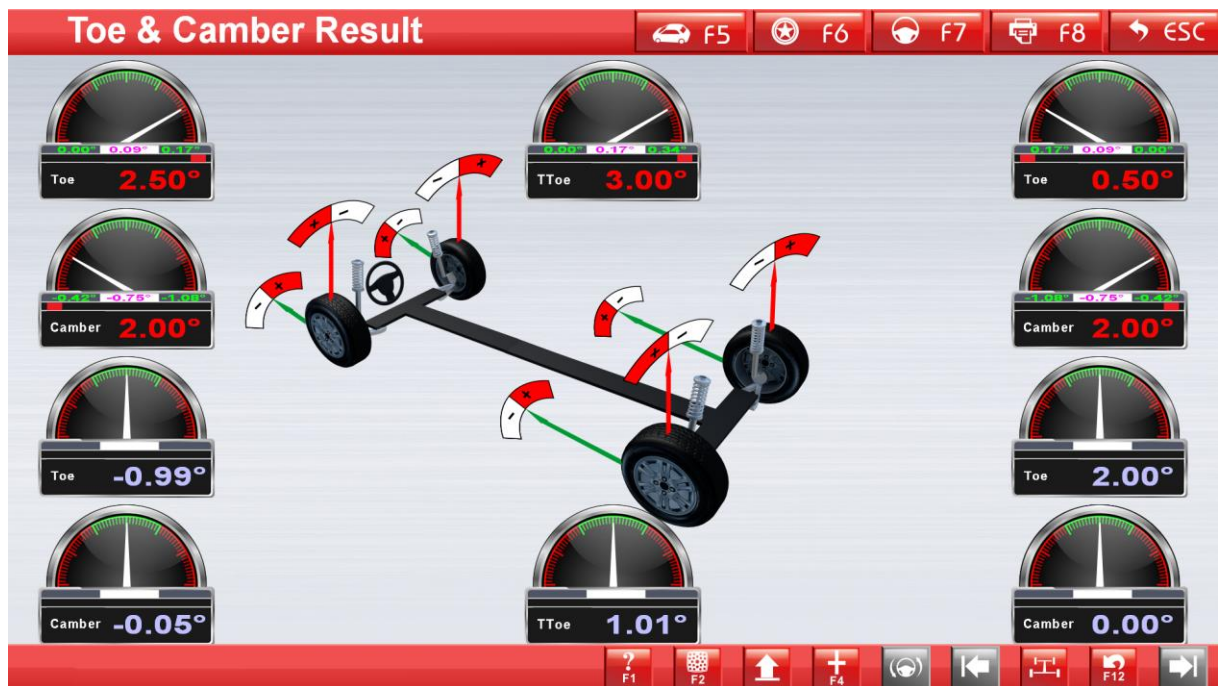 Toe & Camber Result F5 F6 F7 F8 ESC
0.00° 0.09° 0.17°
Toe 2.50°
0.00° 0.17° 0.34°
TToe 3.00°
0.17° 0.09° 0.00°
Toe 0.50°
-0.42° -0.75° -1.08°
Camber 2.00°
-1.08° -0.75° -0.42°
Camber 2.00°
Toe -0.99°
Toe 2.00°
Camber -0.05°
TToe 1.01°
Camber 0.00°
? F1 F2 F4 F12